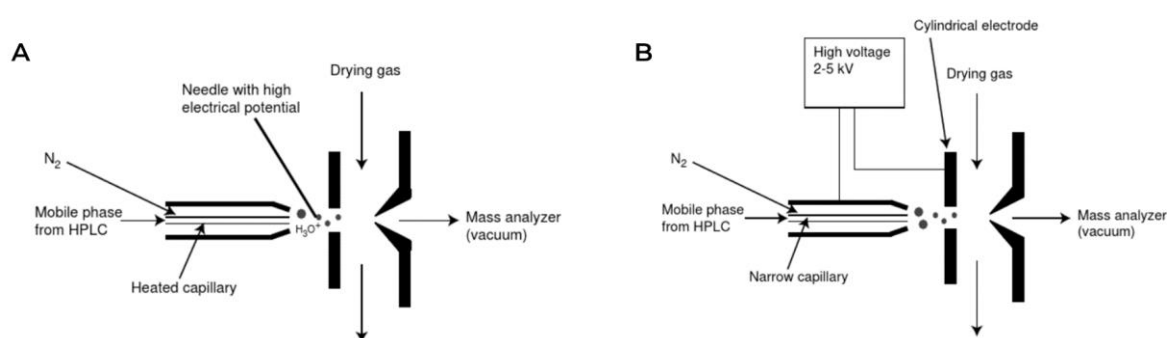 A
Drying gas
Needle with high
electrical potential
N₂
Mobile phase
from HPLC
H₃O⁺
Mass analyzer
(vacuum)
Heated capillary
B
Cylindrical electrode
High voltage
2-5 kV
Drying gas
N₂
Mobile phase
from HPLC
Mass analyzer
(vacuum)
Narrow capillary